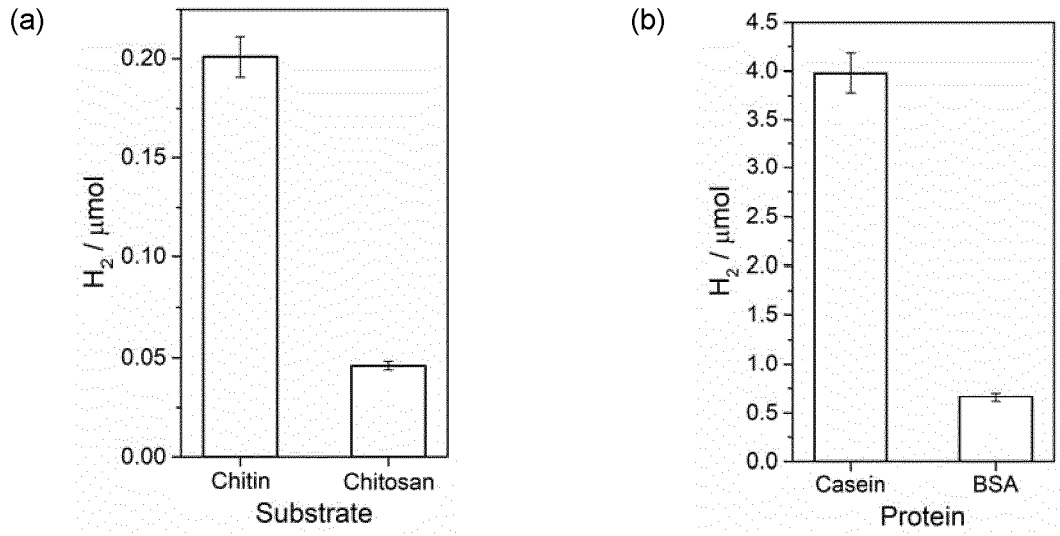 (a)
0.20
0.15
0.10
0.05
0.00
H2 / μmol
Chitin Chitosan
Substrate
(b)
4.5
4.0
3.5
3.0
2.5
2.0
1.5
1.0
0.5
0.0
H2 / μmol
Casein BSA
Protein